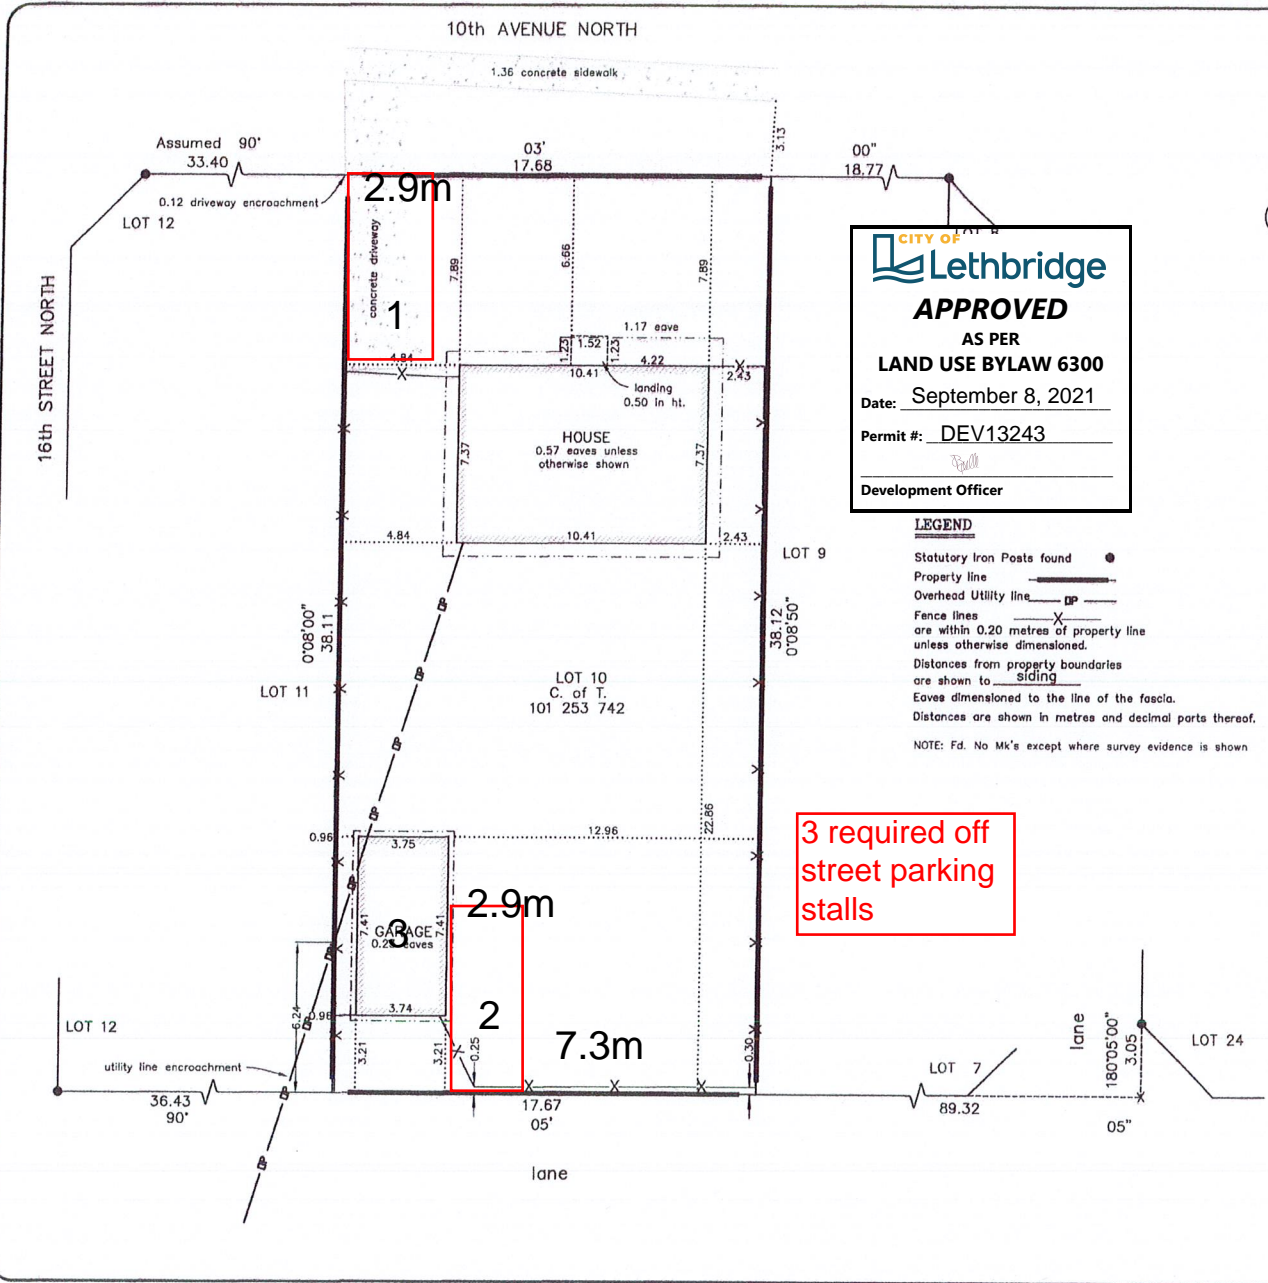 10th AVENUE NORTH
1.36 concrete sidewalk
3.13
Assumed 90°
33.40
03'
17.68
00"
18.77
0.12 driveway encroachment
LOT 12
2.9m
concrete driveway
1
7.89
6.66
7.89
16th STREET NORTH
CITY OF
Lethbridge
APPROVED
AS PER
LAND USE BYLAW 6300
Date: September 8, 2021
Permit #: DEV13243
Development Officer
1.17 eave
1.23
1.52
1.23
4.84
4.22
10.41
2.43
landing
0.50 in ht.
HOUSE
0.57 eaves unless
otherwise shown
7.37
7.37
4.84
10.41
2.43
LOT 9
LEGEND
Statutory Iron Posts found
Property line
Overhead Utility line OP
Fence lines X
are within 0.20 metres of property line
unless otherwise dimensioned.
Distances from property boundaries
are shown to siding
Eaves dimensioned to the line of the fascia.
Distances are shown in metres and decimal parts thereof.
NOTE: Fd. No Mk's except where survey evidence is shown
0°08'00"
38.11
38.12
0°08'50"
LOT 11
LOT 10
C. of T.
101 253 742
22.86
0.96
3.75
12.96
3 required off
street parking
stalls
2.9m
7.41
7.41
GARAGE
3
eaves
3.74
0.96
2
7.3m
6.24
3.21
3.21
0.25
0.30
LOT 12
utility line encroachment
36.43
90°
17.67
05'
lane
LOT 7
89.32
lane
180°05'00"
3.05
05"
LOT 24